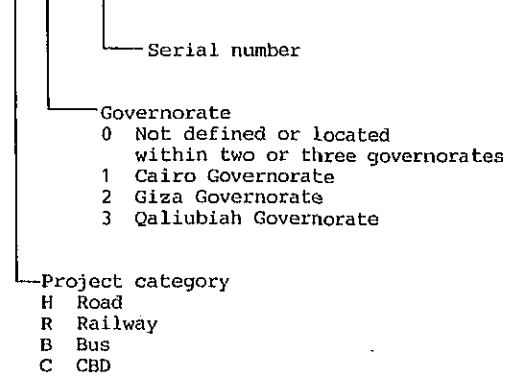 Serial number
Governorate
0 Not defined or located
within two or three governorates
1 Cairo Governorate
2 Giza Governorate
3 Qaliubiah Governorate
Project category
H Road
R Railway
B Bus
C CBD